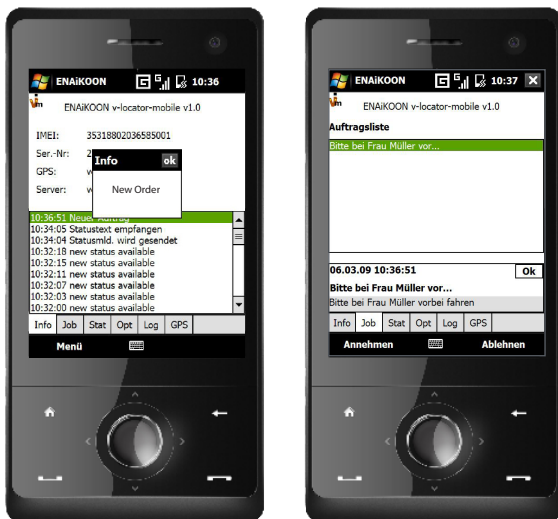 ENAiKOON
10:36
vim
ENAiKOON v-locator-mobile v1.0
IMEI: 35318802036585001
Ser.-Nr: 2
GPS: w
Server: w
Info ok
New Order
10:36:51 Neuer Auftrag
10:34:05 Statustext empfangen
10:34:04 Statusmld. wird gesendet
10:32:18 new status available
10:32:15 new status available
10:32:11 new status available
10:32:07 new status available
10:32:03 new status available
10:32:00 new status available
Info Job Stat Opt Log GPS
Menü
ENAiKOON
10:37
vim
ENAiKOON v-locator-mobile v1.0
Auftragsliste
Bitte bei Frau Müller vor...
06.03.09 10:36:51 Ok
Bitte bei Frau Müller vor...
Bitte bei Frau Müller vorbei fahren
Info Job Stat Opt Log GPS
Annehmen Ablehnen